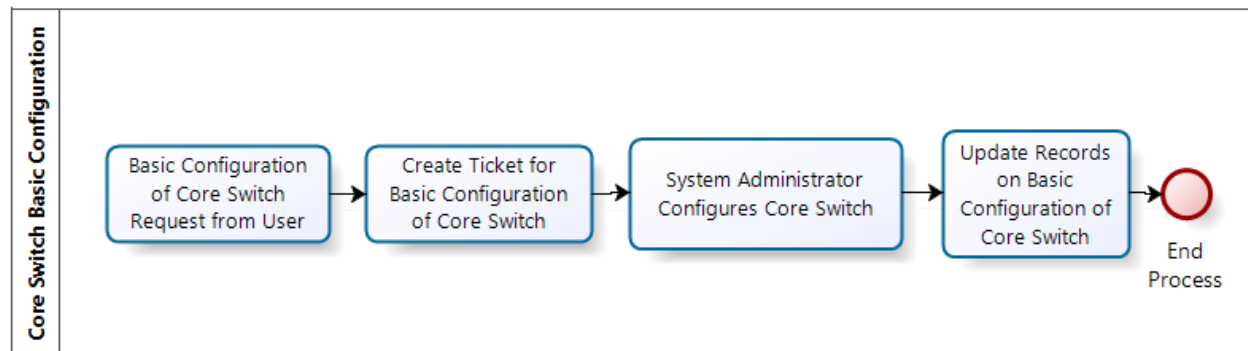 Core Switch Basic Configuration
Basic Configuration
of Core Switch
Request from User
Create Ticket for
Basic Configuration
of Core Switch
System Administrator
Configures Core Switch
Update Records
on Basic
Configuration of
Core Switch
End
Process